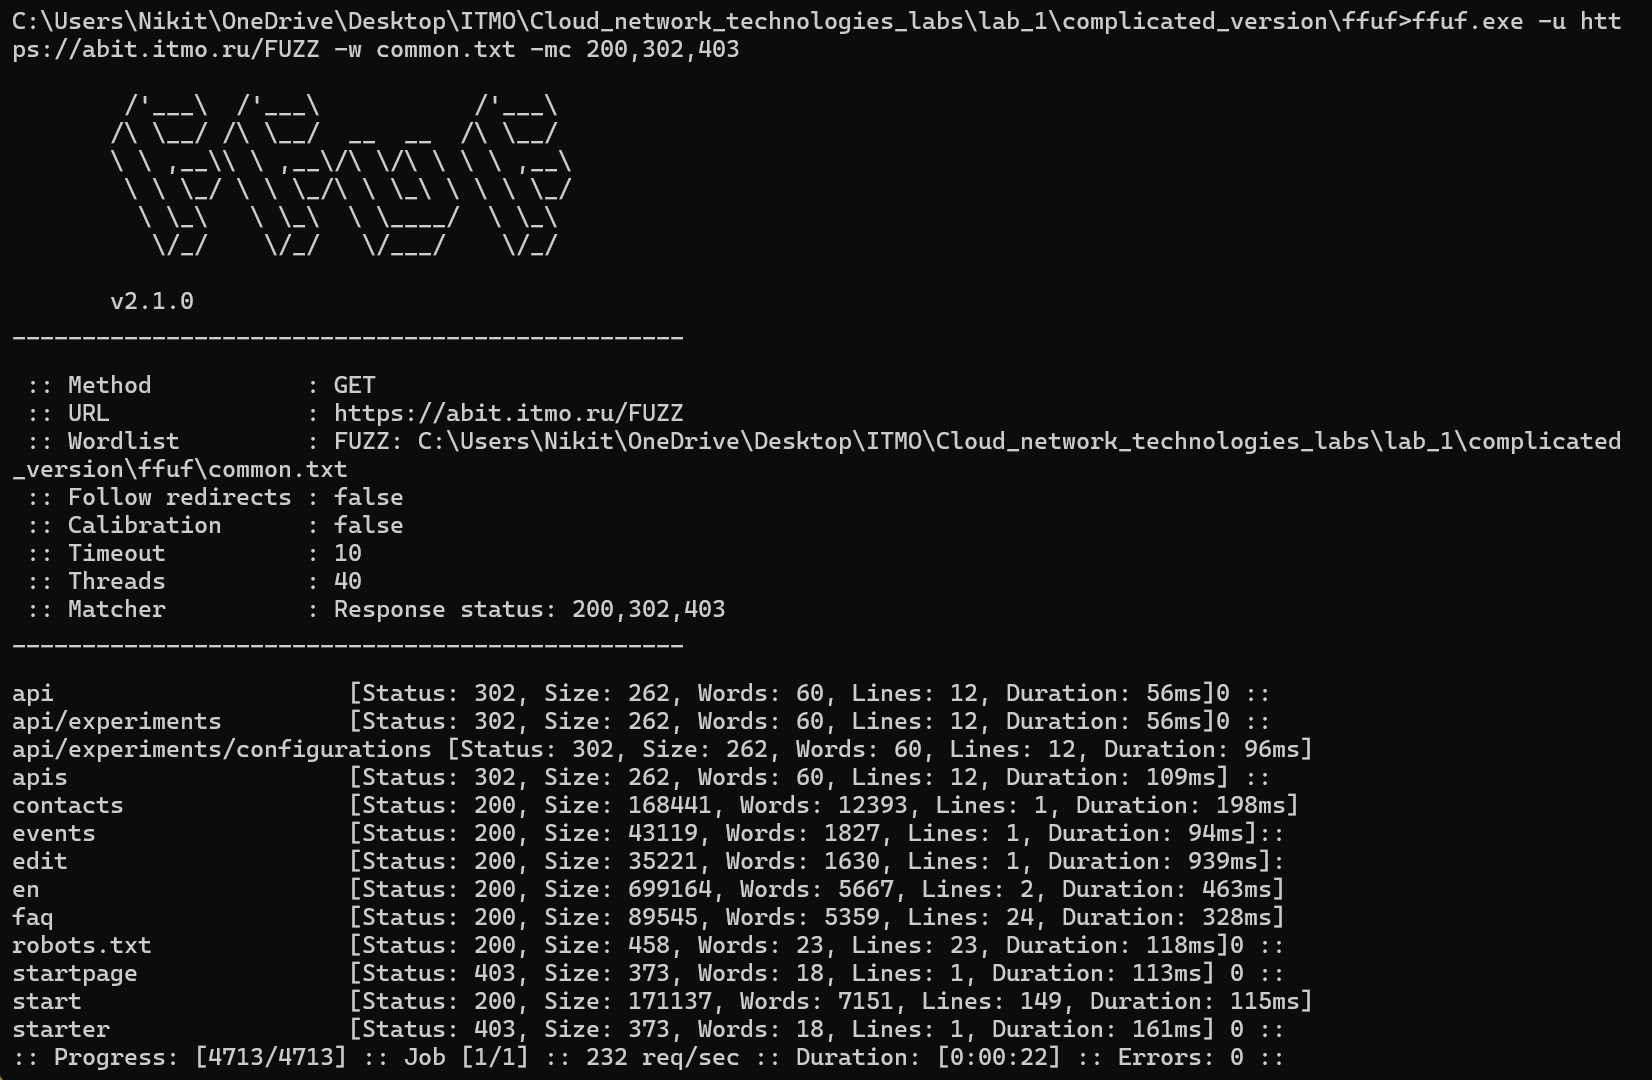 C:\Users\Nikit\OneDrive\Desktop\ITMO\Cloud_network_technologies_labs\lab_1\complicated_version\ffuf>ffuf.exe -u htt
ps://abit.itmo.ru/FUZZ -w common.txt -mc 200,302,403

        /'___\  /'___\           /'___\
       /\ \__/ /\ \__/  __  __  /\ \__/
       \ \ ,__\\ \ ,__\/\ \/\ \ \ \ ,__\
        \ \ \_/ \ \ \_/\ \ \_\ \ \ \ \_/
         \ \_\   \ \_\  \ \____/  \ \_\
          \/_/    \/_/   \/___/    \/_/

       v2.1.0
________________________________________________

 :: Method           : GET
 :: URL              : https://abit.itmo.ru/FUZZ
 :: Wordlist         : FUZZ: C:\Users\Nikit\OneDrive\Desktop\ITMO\Cloud_network_technologies_labs\lab_1\complicated
_version\ffuf\common.txt
 :: Follow redirects : false
 :: Calibration      : false
 :: Timeout          : 10
 :: Threads          : 40
 :: Matcher          : Response status: 200,302,403
________________________________________________

api                     [Status: 302, Size: 262, Words: 60, Lines: 12, Duration: 56ms]0 ::
api/experiments         [Status: 302, Size: 262, Words: 60, Lines: 12, Duration: 56ms]0 ::
api/experiments/configurations [Status: 302, Size: 262, Words: 60, Lines: 12, Duration: 96ms]
apis                    [Status: 302, Size: 262, Words: 60, Lines: 12, Duration: 109ms] ::
contacts                [Status: 200, Size: 168441, Words: 12393, Lines: 1, Duration: 198ms]
events                  [Status: 200, Size: 43119, Words: 1827, Lines: 1, Duration: 94ms]::
edit                    [Status: 200, Size: 35221, Words: 1630, Lines: 1, Duration: 939ms]:
en                      [Status: 200, Size: 699164, Words: 5667, Lines: 2, Duration: 463ms]
faq                     [Status: 200, Size: 89545, Words: 5359, Lines: 24, Duration: 328ms]
robots.txt              [Status: 200, Size: 458, Words: 23, Lines: 23, Duration: 118ms]0 ::
startpage               [Status: 403, Size: 373, Words: 18, Lines: 1, Duration: 113ms] 0 ::
start                   [Status: 200, Size: 171137, Words: 7151, Lines: 149, Duration: 115ms]
starter                 [Status: 403, Size: 373, Words: 18, Lines: 1, Duration: 161ms] 0 ::
:: Progress: [4713/4713] :: Job [1/1] :: 232 req/sec :: Duration: [0:00:22] :: Errors: 0 ::